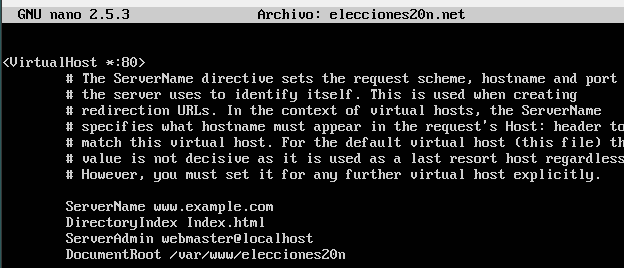 GNU nano 2.5.3 Archivo: elecciones20n.net
<VirtualHost *:80>
# The ServerName directive sets the request scheme, hostname and port
# the server uses to identify itself. This is used when creating
# redirection URLs. In the context of virtual hosts, the ServerName
# specifies what hostname must appear in the request's Host: header to
# match this virtual host. For the default virtual host (this file) th
# value is not decisive as it is used as a last resort host regardless
# However, you must set it for any further virtual host explicitly.
ServerName www.example.com
DirectoryIndex Index.html
ServerAdmin webmaster@localhost
DocumentRoot /var/www/elecciones20n